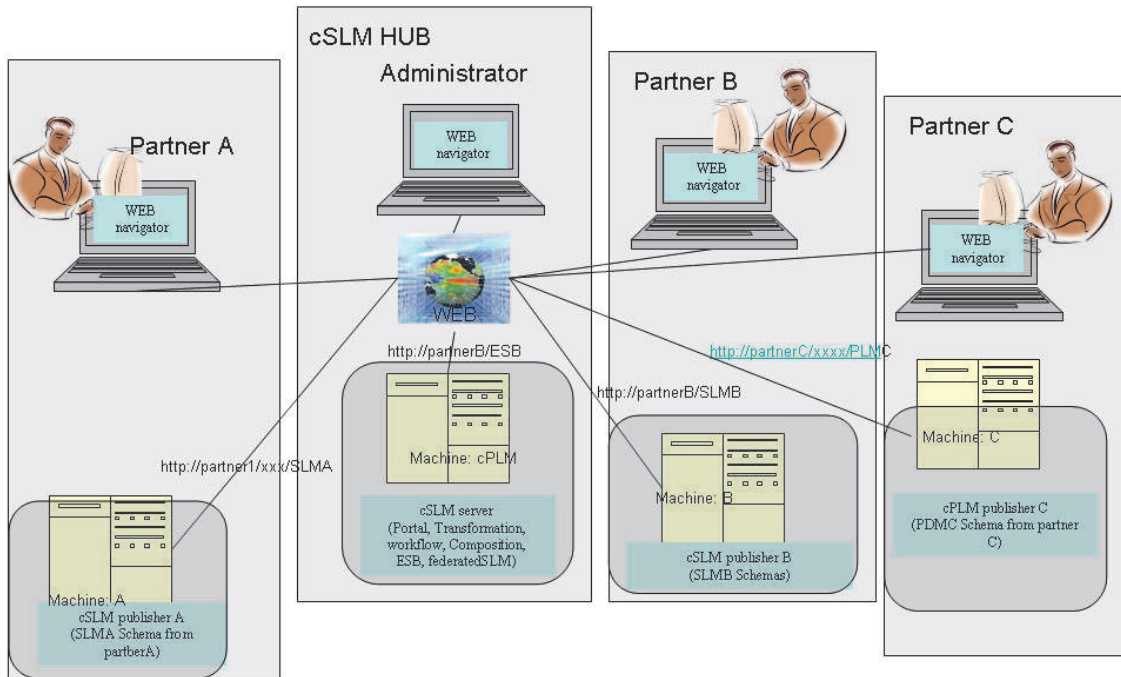 cSLM HUB
Administrator
WEB
navigator
Partner A
WEB
navigator
Partner B
WEB
navigator
Partner C
WEB
navigator
WEB
http://partnerB/ESB
http://partnerC/xxxx/PLMC
http://partnerB/SLMB
http://partner1/xxx/SLMA
Machine: cPLM
cSLM server
(Portal, Transformation,
workflow, Composition,
ESB, federatedSLM)
Machine: A
cSLM publisher A
(SLMA Schema from
partberA)
Machine: B
cSLM publisher B
(SLMB Schemas)
Machine: C
cPLM publisher C
(PDMC Schema from partner
C)